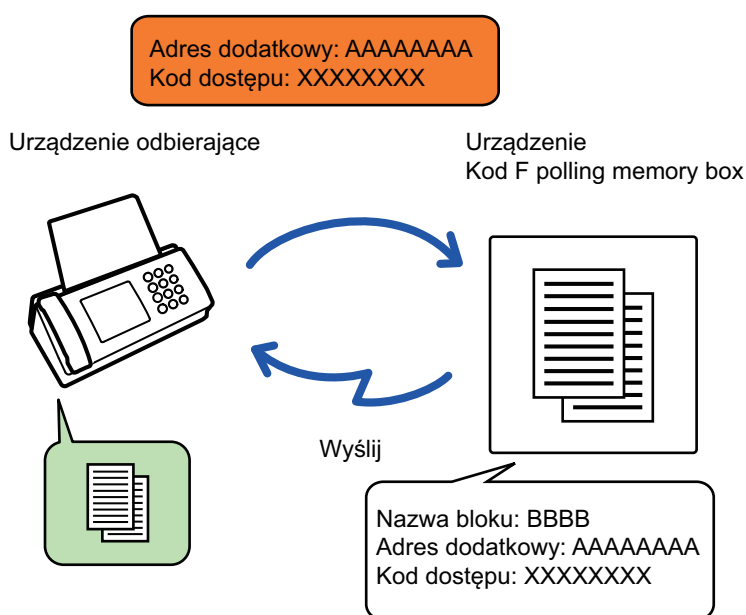 Adres dodatkowy: AAAAAAAA
Kod dostępu: XXXXXXXX
Urządzenie odbierające
Urządzenie
Kod F polling memory box
Wyślij
Nazwa bloku: BBBB
Adres dodatkowy: AAAAAAAA
Kod dostępu: XXXXXXXX